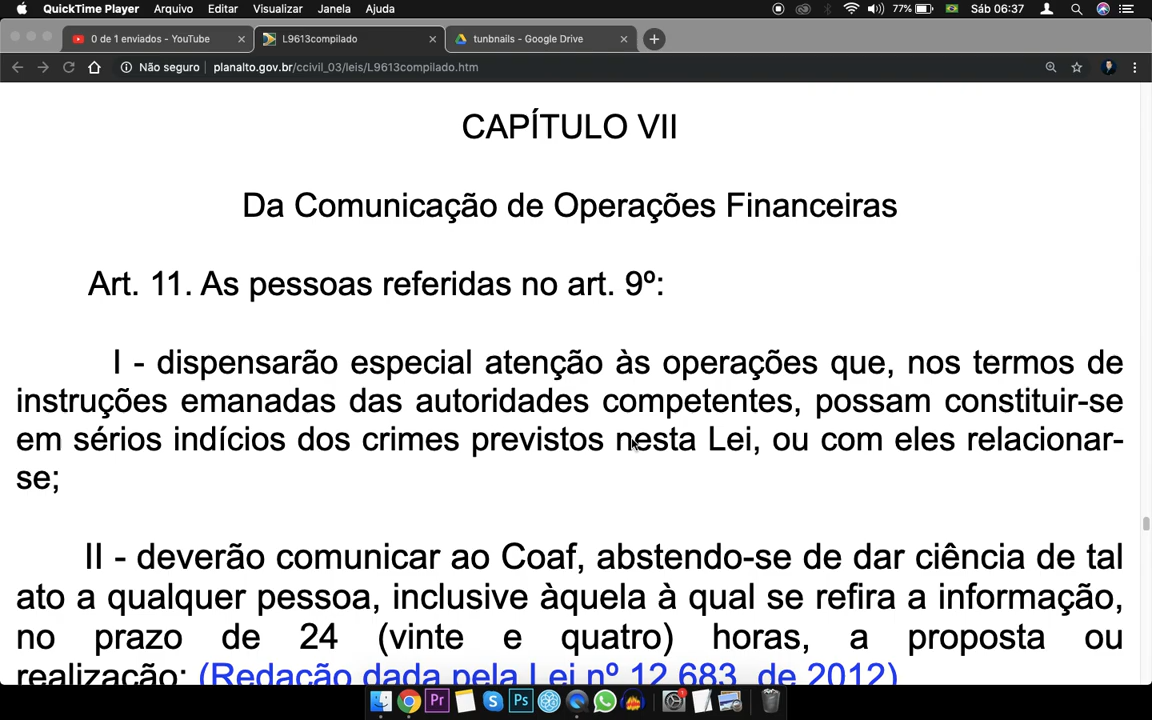 QuickTime Player Arquivo Editar Visualizar Janela Ajuda 77% Sáb 06:37
0 de 1 enviados - YouTube L9613compilado tunbnails - Google Drive
Não seguro planalto.gov.br/ccivil_03/leis/L9613compilado.htm
CAPÍTULO VII
Da Comunicação de Operações Financeiras
Art. 11. As pessoas referidas no art. 9º:
I - dispensarão especial atenção às operações que, nos termos de
instruções emanadas das autoridades competentes, possam constituir-se
em sérios indícios dos crimes previstos nesta Lei, ou com eles relacionar-
se;
II - deverão comunicar ao Coaf, abstendo-se de dar ciência de tal
ato a qualquer pessoa, inclusive àquela à qual se refira a informação,
no prazo de 24 (vinte e quatro) horas, a proposta ou
realização: (Redação dada pela Lei nº 12.683, de 2012)
Pr Ps